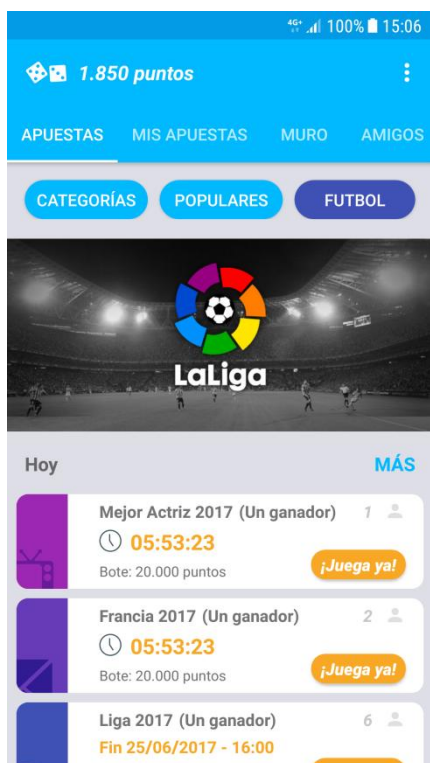 4G+ 100% 15:06
1.850 puntos
APUESTAS MIS APUESTAS MURO AMIGOS
CATEGORÍAS POPULARES FUTBOL
LaLiga
Hoy MÁS
Mejor Actriz 2017 (Un ganador) 1
05:53:23
Bote: 20.000 puntos ¡Juega ya!
Francia 2017 (Un ganador) 2
05:53:23
Bote: 20.000 puntos ¡Juega ya!
Liga 2017 (Un ganador) 6
Fin 25/06/2017 - 16:00